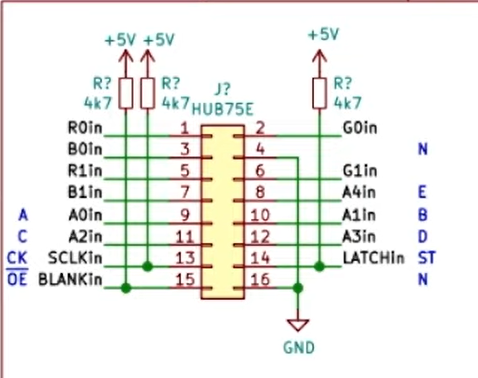 +5V +5V +5V
R? R? J? R?
4k7 4k7 HUB75E 4k7
R0in 1 2 G0in
B0in 3 4 N
R1in 5 6 G1in
B1in 7 8 A4in E
A A0in 9 10 A1in B
C A2in 11 12 A3in D
CK SCLKin 13 14 LATCHin ST
OE BLANKin 15 16 N
GND